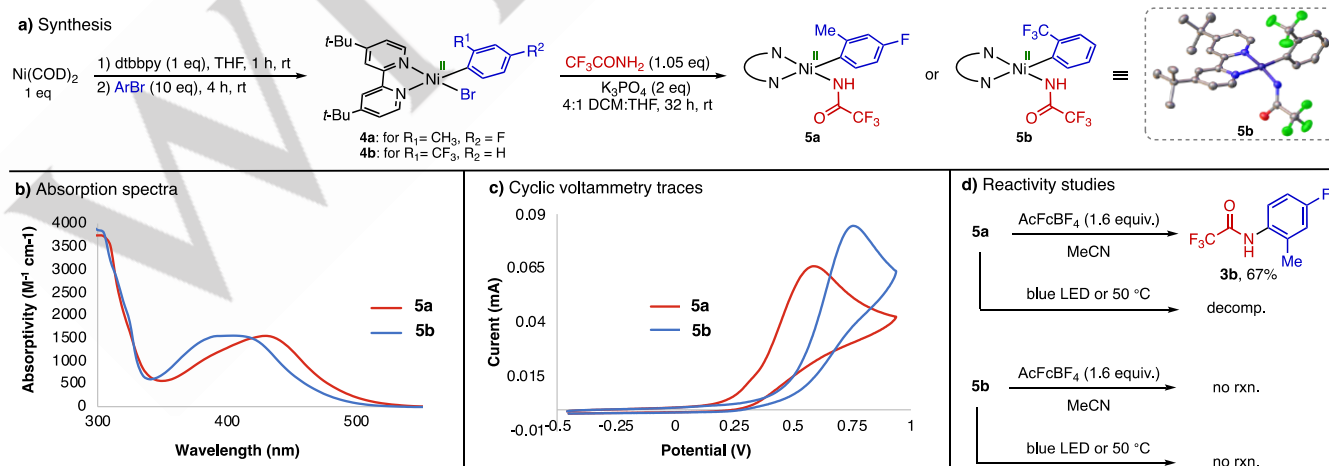 a) Synthesis
Ni(COD)2
1 eq
1) dtbbpy (1 eq), THF, 1 h, rt
2) ArBr (10 eq), 4 h, rt
t-Bu
t-Bu
N
N
II
Ni
Br
R1
R2
4a: for R1= CH3, R2 = F
4b: for R1= CF3, R2 = H
CF3CONH2 (1.05 eq)
K3PO4 (2 eq)
4:1 DCM:THF, 32 h, rt
N
N
II
Ni
Me
F
NH
O
CF3
5a
or
N
N
II
Ni
F3C
NH
O
CF3
5b
≡
5b
b) Absorption spectra
Absorptivity (M-1 cm-1)
4000
3500
3000
2500
2000
1500
1000
500
0
300
400
500
Wavelength (nm)
5a
5b
c) Cyclic voltammetry traces
Curent (mA)
0.09
0.065
0.04
0.015
-0.01
-0.5
-0.25
0
0.25
0.5
0.75
1
Potential (V)
5a
5b
d) Reactivity studies
5a
AcFcBF4 (1.6 equiv.)
MeCN
O
F3C
N
H
F
Me
3b, 67%
blue LED or 50 °C
decomp.
5b
AcFcBF4 (1.6 equiv.)
MeCN
no rxn.
blue LED or 50 °C
no rxn.